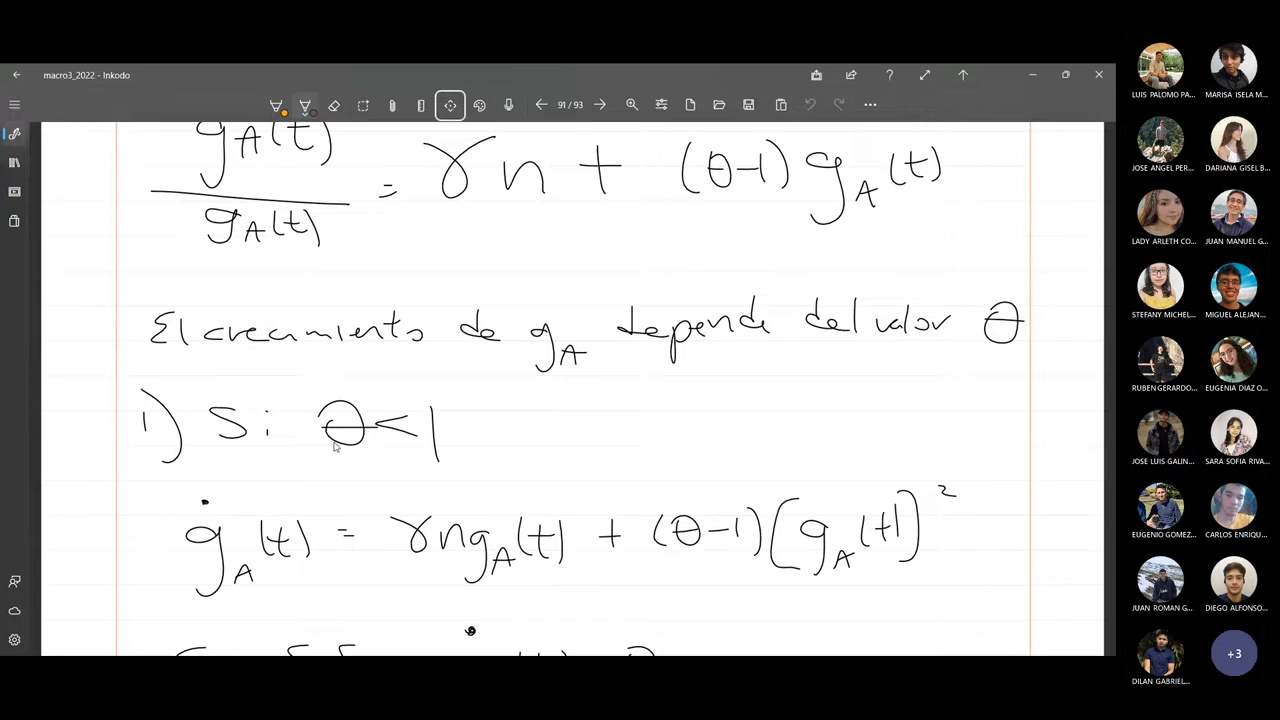 macro3_2022 - Inkodo
91 / 93
gA(t)
gA(t)
= γn + (θ-1) gA(t)
El crecimiento de gA depende del valor θ
1) Si θ<1
ġA(t) = γngA(t) + (θ-1)[gA(t)]²
LUIS PALOMO PA...
MARISA ISELA M...
JOSE ANGEL PER...
DARIANA GISEL B...
LADY ARLETH CO...
JUAN MANUEL G...
STEFANY MICHEL...
MIGUEL ALEJAN...
RUBEN GERARDO...
EUGENIA DIAZ O...
JOSE LUIS GALIN...
SARA SOFIA RIVA...
EUGENIO GOMEZ...
CARLOS ENRIQU...
JUAN ROMAN G...
DIEGO ALFONSO...
DILAN GABRIEL...
+3